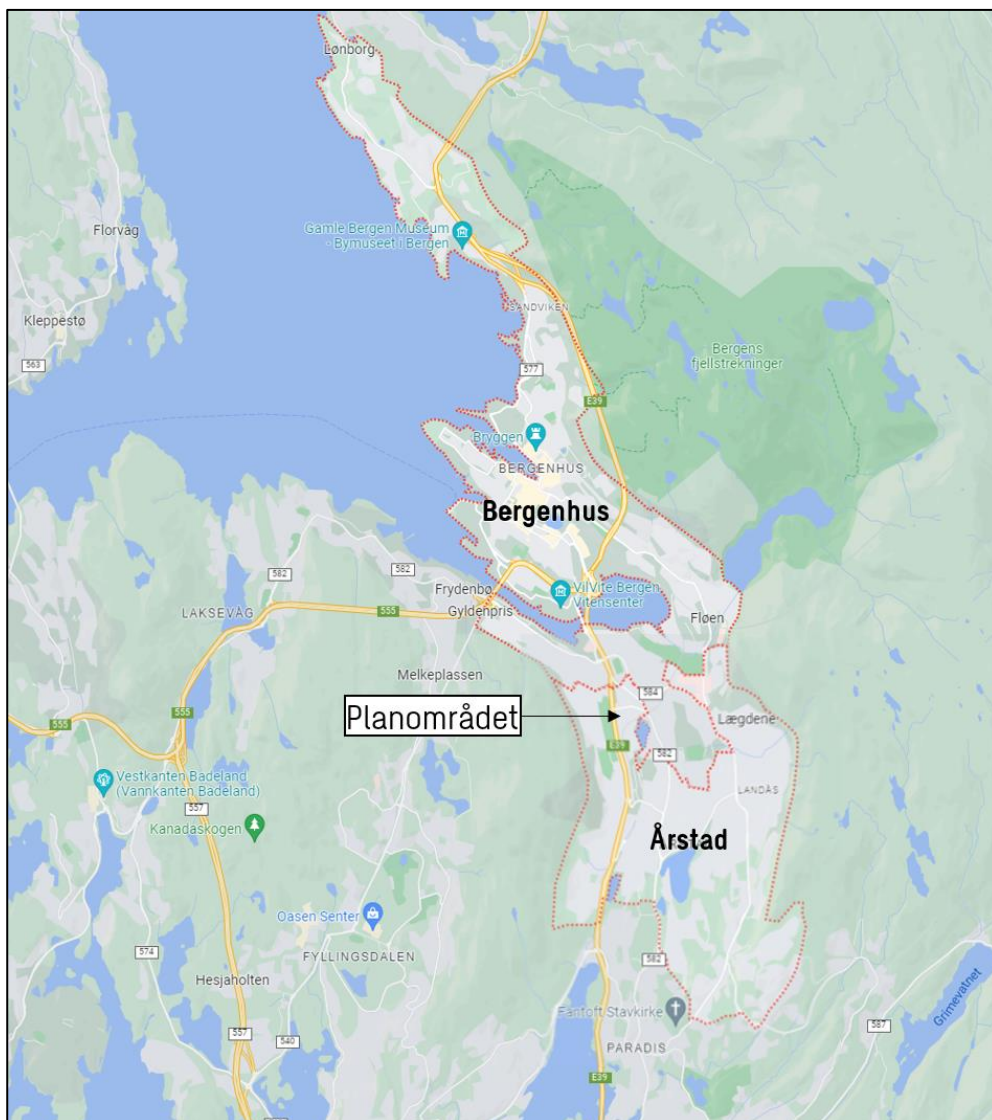 Lønborg
Florvåg
Gamle Bergen Museum
- Bymuseet i Bergen
Kleppestø
SANDVIKEN
563
577
Bergens
fjellstrekninger
E39
Bryggen
BERGENHUS
Bergenhus
582
582
Frydenbø
VilVite Bergen
Vitensenter
LAKSEVÅG
555
Gyldenpris
Fløen
Melkeplassen
584
Planområdet
Lægdene
555
555
E39
582
Vestkanten Badeland
(Vannkanten Badeland)
LANDÅS
557
Kanadaskogen
Årstad
Oasen Senter
FYLLINGSDALEN
574
582
Hesjaholten
Fantoft Stavkirke
Grimevatnet
587
557
540
PARADIS
E39